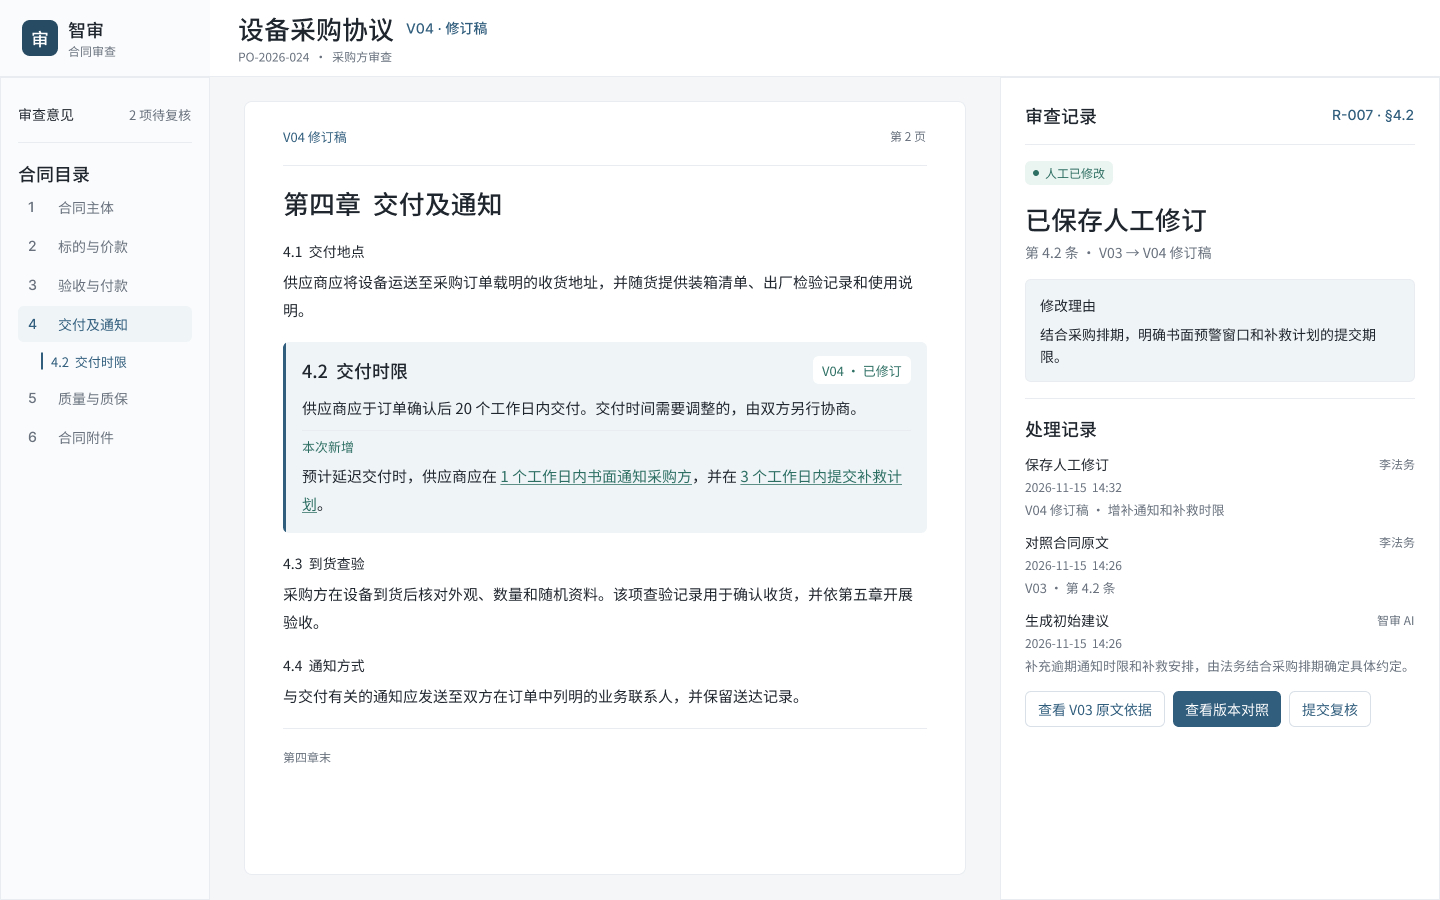 审
智审
合同审查
设备采购协议 V04 · 修订稿
PO-2026-024 • 采购方审查
审查意见 2 项待复核
合同目录
1 合同主体
2 标的与价款
3 验收与付款
4 交付及通知
4.2 交付时限
5 质量与质保
6 合同附件
V04 修订稿 第 2 页
第四章 交付及通知
4.1 交付地点
供应商应将设备运送至采购订单载明的收货地址，并随货提供装箱清单、出厂检验记录和使用说
明。
4.2 交付时限 V04 • 已修订
供应商应于订单确认后 20 个工作日内交付。交付时间需要调整的，由双方另行协商。
本次新增
预计延迟交付时，供应商应在 1 个工作日内书面通知采购方，并在 3 个工作日内提交补救计
划。
4.3 到货查验
采购方在设备到货后核对外观、数量和随机资料。该项查验记录用于确认收货，并依第五章开展
验收。
4.4 通知方式
与交付有关的通知应发送至双方在订单中列明的业务联系人，并保留送达记录。
第四章末
审查记录 R-007 · §4.2
人工已修改
已保存人工修订
第 4.2 条 • V03 → V04 修订稿
修改理由
结合采购排期，明确书面预警窗口和补救计划的提交期
限。
处理记录
保存人工修订 李法务
2026-11-15 14:32
V04 修订稿 • 增补通知和补救时限
对照合同原文 李法务
2026-11-15 14:26
V03 • 第 4.2 条
生成初始建议 智审 AI
2026-11-15 14:26
补充逾期通知时限和补救安排，由法务结合采购排期确定具体约定。
查看 V03 原文依据 查看版本对照 提交复核